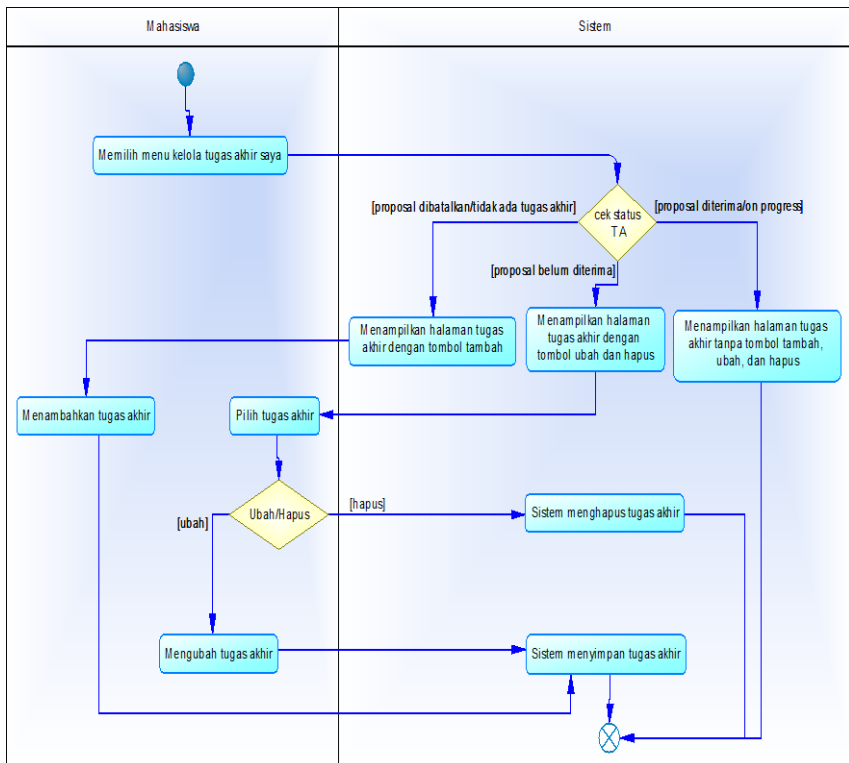 Mahasiswa
Sistem
Memilih menu kelola tugas akhir saya
[proposal dibatalkan/tidak ada tugas akhir]
cek status
TA
[proposal diterima/on progress]
[proposal belum diterima]
Menampilkan halaman tugas
akhir dengan tombol tambah
Menampilkan halaman
tugas akhir dengan
tombol ubah dan hapus
Menampilkan halaman tugas
akhir tanpa tombol tambah,
ubah, dan hapus
Menambahkan tugas akhir
Pilih tugas akhir
Ubah/Hapus
[ubah]
[hapus]
Sistem menghapus tugas akhir
Mengubah tugas akhir
Sistem menyimpan tugas akhir